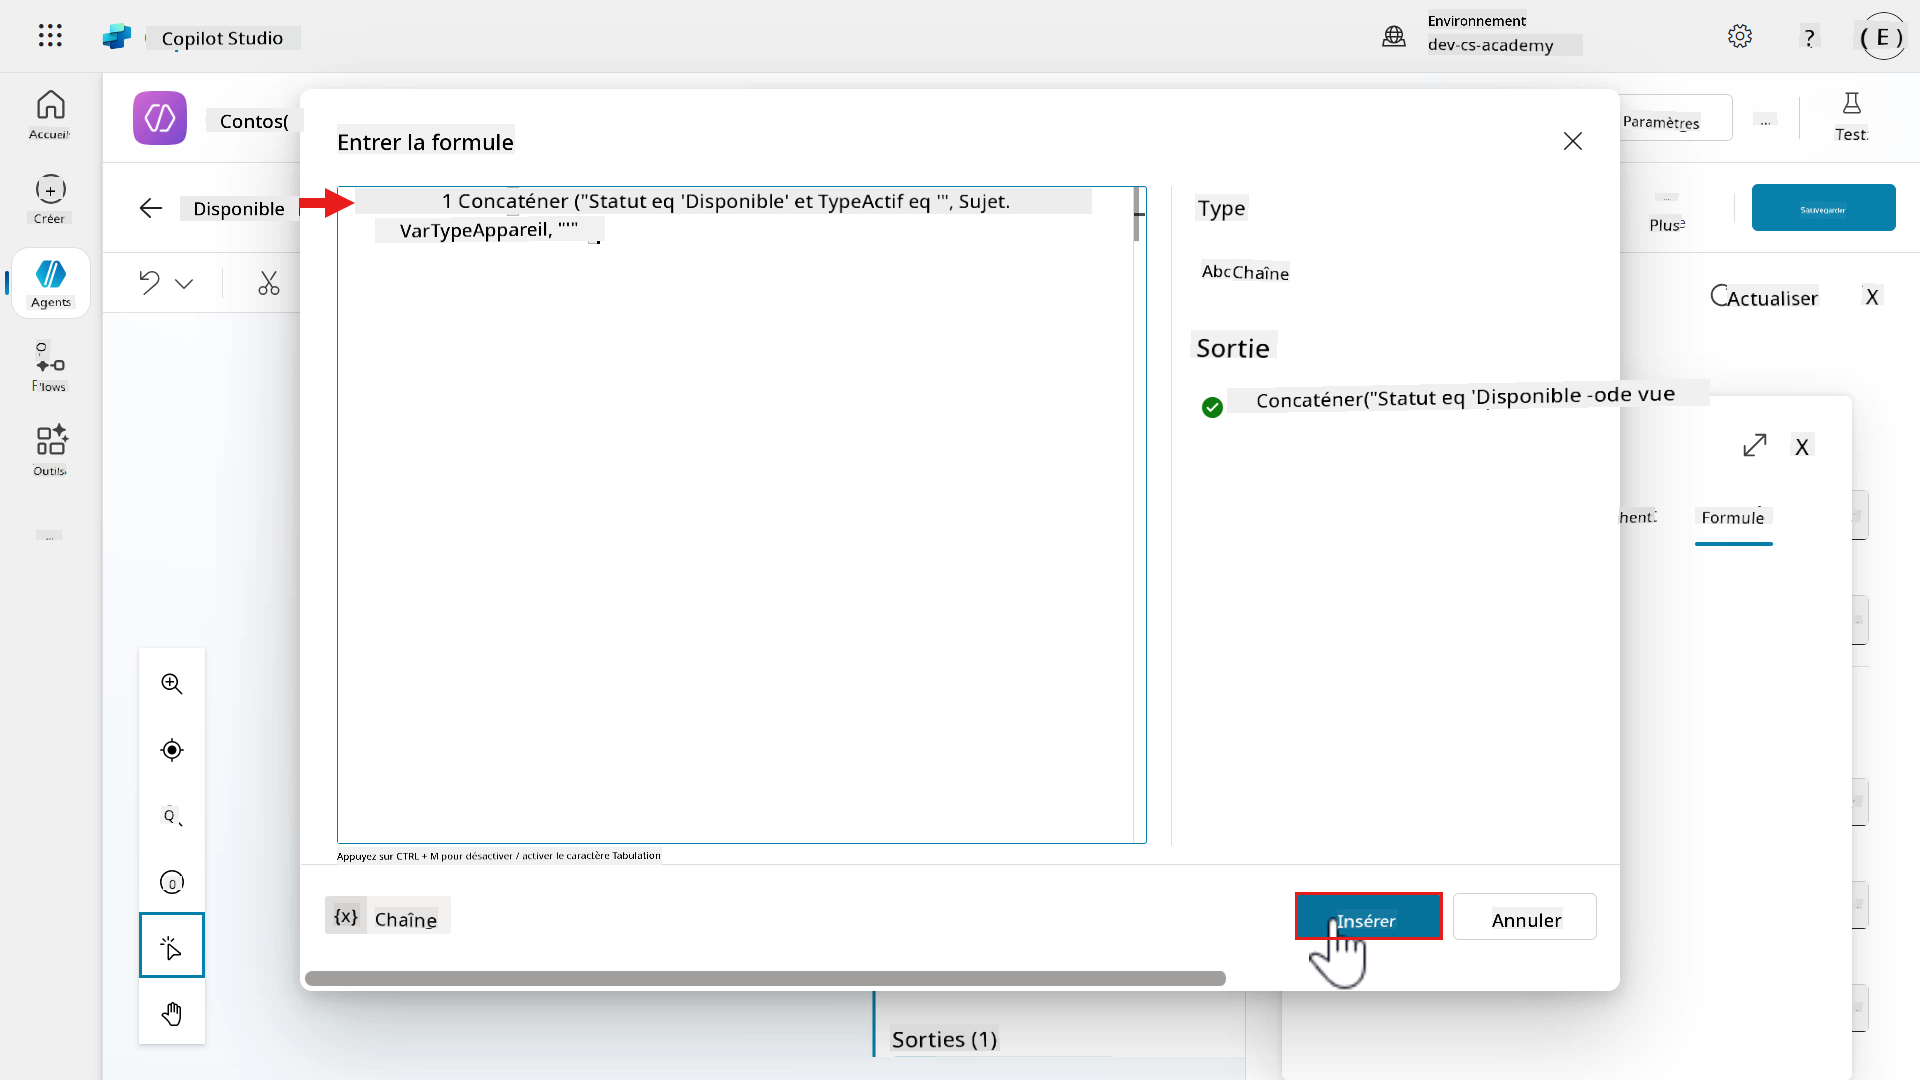 Copilot Studio
Environnement
dev-cs-academy
?
( E )
Accueil
Contos(
Paramètres
...
Test
Créer
Disponible
...
Plus
Sauvegarder
Agents
Actualiser
X
Flows
Outils
...
Entrer la formule
1 Concaténer ("Statut eq 'Disponible' et TypeActif eq '", Sujet.
VarTypeAppareil, "'"
Type
Abc Chaîne
Sortie
Concaténer("Statut eq 'Disponible -ode vue
X
Formule
Appuyez sur CTRL + M pour désactiver / activer le caractère Tabulation
{x} Chaîne
Insérer
Annuler
Sorties (1)